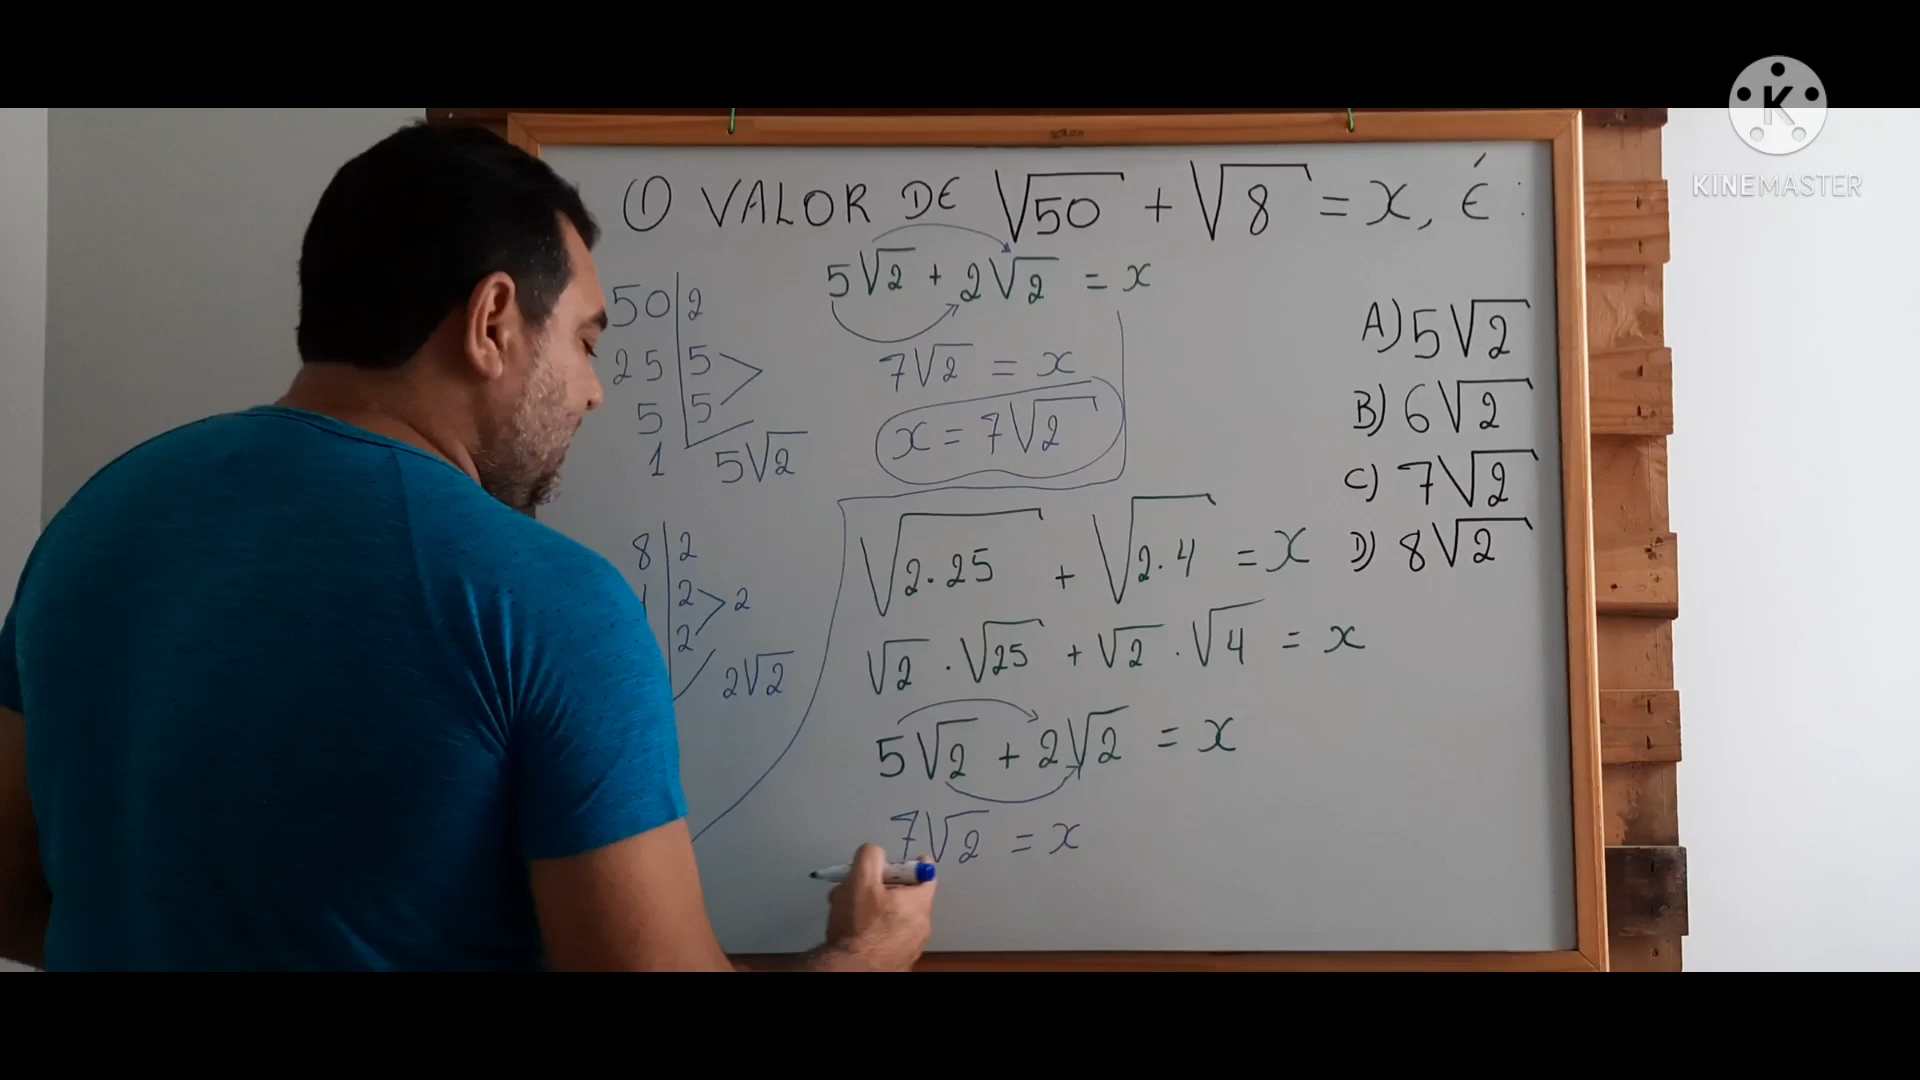 ① VALOR DE √50 + √8 = x, É :
5√2 + 2√2 = x
7√2 = x
x = 7√2
50 | 2
25 | 5
5 | 5
1
5√2
8 | 2
2 > 2
2
2√2
√2.25 + √2.4 = x
√2 . √25 + √2 . √4 = x
5√2 + 2√2 = x
7√2 = x
A) 5√2
B) 6√2
C) 7√2
D) 8√2
K
KINEMASTER